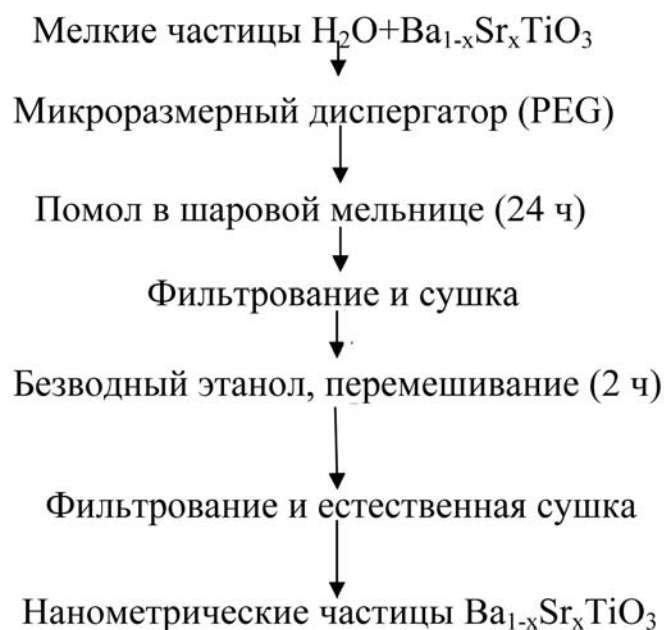 Мелкие частицы H₂O+Ba₁₋ₓSrₓTiO₃
Микроразмерный диспергатор (PEG)
Помол в шаровой мельнице (24 ч)
Фильтрование и сушка
Безводный этанол, перемешивание (2 ч)
Фильтрование и естественная сушка
Нанометрические частицы Ba₁₋ₓSrₓTiO₃